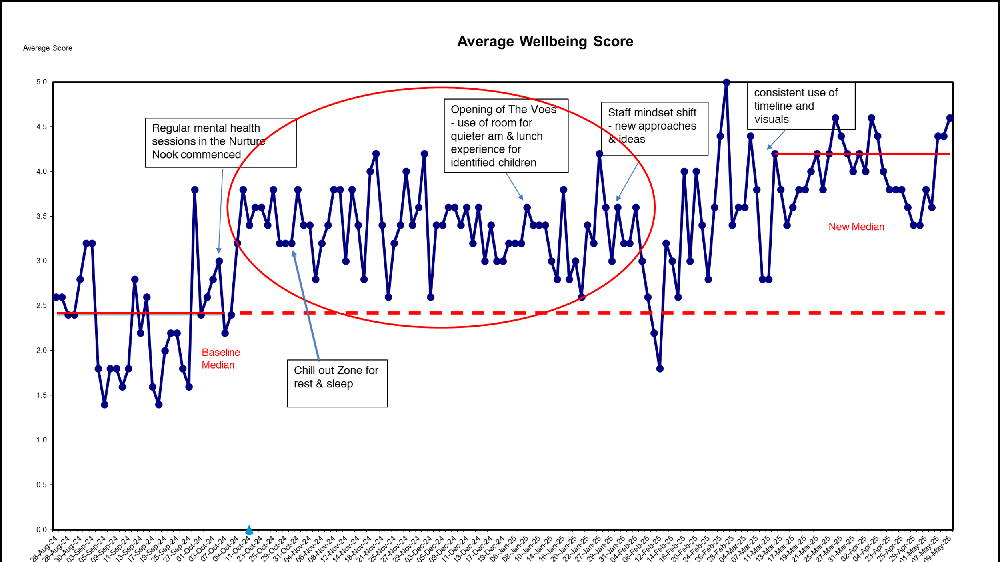 Average Wellbeing Score
Average Score
5.0
4.5
4.0
3.5
3.0
2.5
2.0
1.5
1.0
0.5
0.0
Regular mental health
sessions in the Nurture
Nook commenced
Opening of The Voes
- use of room for
quieter am & lunch
experience for
identified children
Staff mindset shift
- new approaches
& ideas
consistent use of
timeline and
visuals
New Median
Baseline
Median
Chill out Zone for
rest & sleep
26-Aug-24
28-Aug-24
30-Aug-24
03-Sep-24
05-Sep-24
09-Sep-24
11-Sep-24
13-Sep-24
17-Sep-24
19-Sep-24
25-Sep-24
27-Sep-24
01-Oct-24
03-Oct-24
07-Oct-24
09-Oct-24
11-Oct-24
23-Oct-24
25-Oct-24
29-Oct-24
31-Oct-24
04-Nov-24
06-Nov-24
08-Nov-24
12-Nov-24
14-Nov-24
18-Nov-24
21-Nov-24
25-Nov-24
27-Nov-24
29-Nov-24
03-Dec-24
05-Dec-24
09-Dec-24
11-Dec-24
13-Dec-24
17-Dec-24
19-Dec-24
06-Jan-25
08-Jan-25
10-Jan-25
14-Jan-25
16-Jan-25
20-Jan-25
22-Jan-25
27-Jan-25
29-Jan-25
31-Jan-25
04-Feb-25
06-Feb-25
12-Feb-25
14-Feb-25
18-Feb-25
20-Feb-25
24-Feb-25
26-Feb-25
28-Feb-25
04-Mar-25
07-Mar-25
11-Mar-25
13-Mar-25
17-Mar-25
19-Mar-25
21-Mar-25
25-Mar-25
27-Mar-25
31-Mar-25
02-Apr-25
04-Apr-25
23-Apr-25
25-Apr-25
29-Apr-25
01-May-25
07-May-25
09-May-25